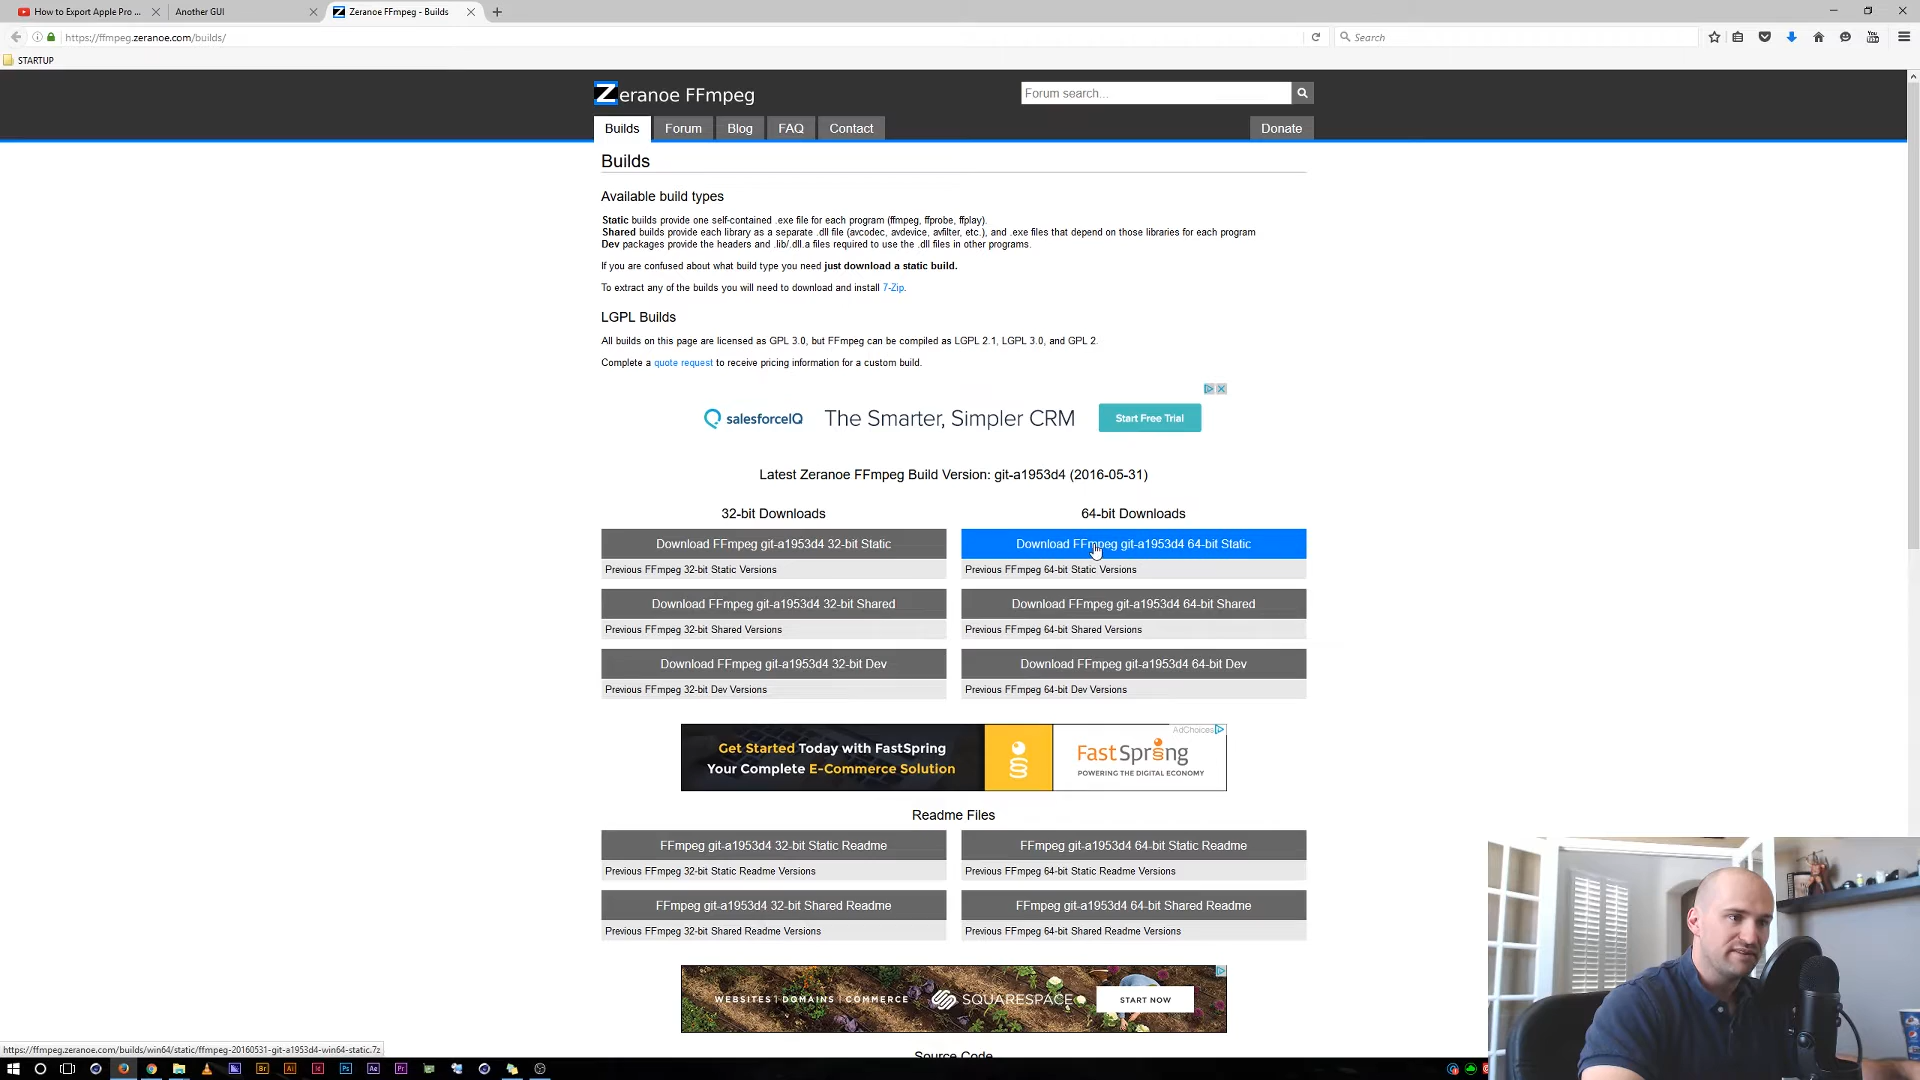 How to Export Apple Pro ...
Another GUI
Zeranoe FFmpeg - Builds
https://ffmpeg.zeranoe.com/builds/
Search
STARTUP
Zeranoe FFmpeg
Forum search...
Builds
Forum
Blog
FAQ
Contact
Donate
Builds
Available build types
Static builds provide one self-contained .exe file for each program (ffmpeg, ffprobe, ffplay).
Shared builds provide each library as a separate .dll file (avcodec, avdevice, avfilter, etc.), and .exe files that depend on those libraries for each program
Dev packages provide the headers and .lib/.dll.a files required to use the .dll files in other programs.
If you are confused about what build type you need just download a static build.
To extract any of the builds you will need to download and install 7-Zip.
LGPL Builds
All builds on this page are licensed as GPL 3.0, but FFmpeg can be compiled as LGPL 2.1, LGPL 3.0, and GPL 2.
Complete a quote request to receive pricing information for a custom build.
salesforceIQ The Smarter, Simpler CRM Start Free Trial
Latest Zeranoe FFmpeg Build Version: git-a1953d4 (2016-05-31)
32-bit Downloads
64-bit Downloads
Download FFmpeg git-a1953d4 32-bit Static
Download FFmpeg git-a1953d4 64-bit Static
Previous FFmpeg 32-bit Static Versions
Previous FFmpeg 64-bit Static Versions
Download FFmpeg git-a1953d4 32-bit Shared
Download FFmpeg git-a1953d4 64-bit Shared
Previous FFmpeg 32-bit Shared Versions
Previous FFmpeg 64-bit Shared Versions
Download FFmpeg git-a1953d4 32-bit Dev
Download FFmpeg git-a1953d4 64-bit Dev
Previous FFmpeg 32-bit Dev Versions
Previous FFmpeg 64-bit Dev Versions
AdChoices
Get Started Today with FastSpring
Your Complete E-Commerce Solution
FastSpring
POWERING THE DIGITAL ECONOMY
Readme Files
FFmpeg git-a1953d4 32-bit Static Readme
FFmpeg git-a1953d4 64-bit Static Readme
Previous FFmpeg 32-bit Static Readme Versions
Previous FFmpeg 64-bit Static Readme Versions
FFmpeg git-a1953d4 32-bit Shared Readme
FFmpeg git-a1953d4 64-bit Shared Readme
Previous FFmpeg 32-bit Shared Readme Versions
Previous FFmpeg 64-bit Shared Readme Versions
WEBSITES | DOMAINS | COMMERCE SQUARESPACE START NOW
Source Code
https://ffmpeg.zeranoe.com/builds/win64/static/ffmpeg-20160531-git-a1953d4-win64-static.7z
Br
Ai
Id
Ps
Ae
Pr